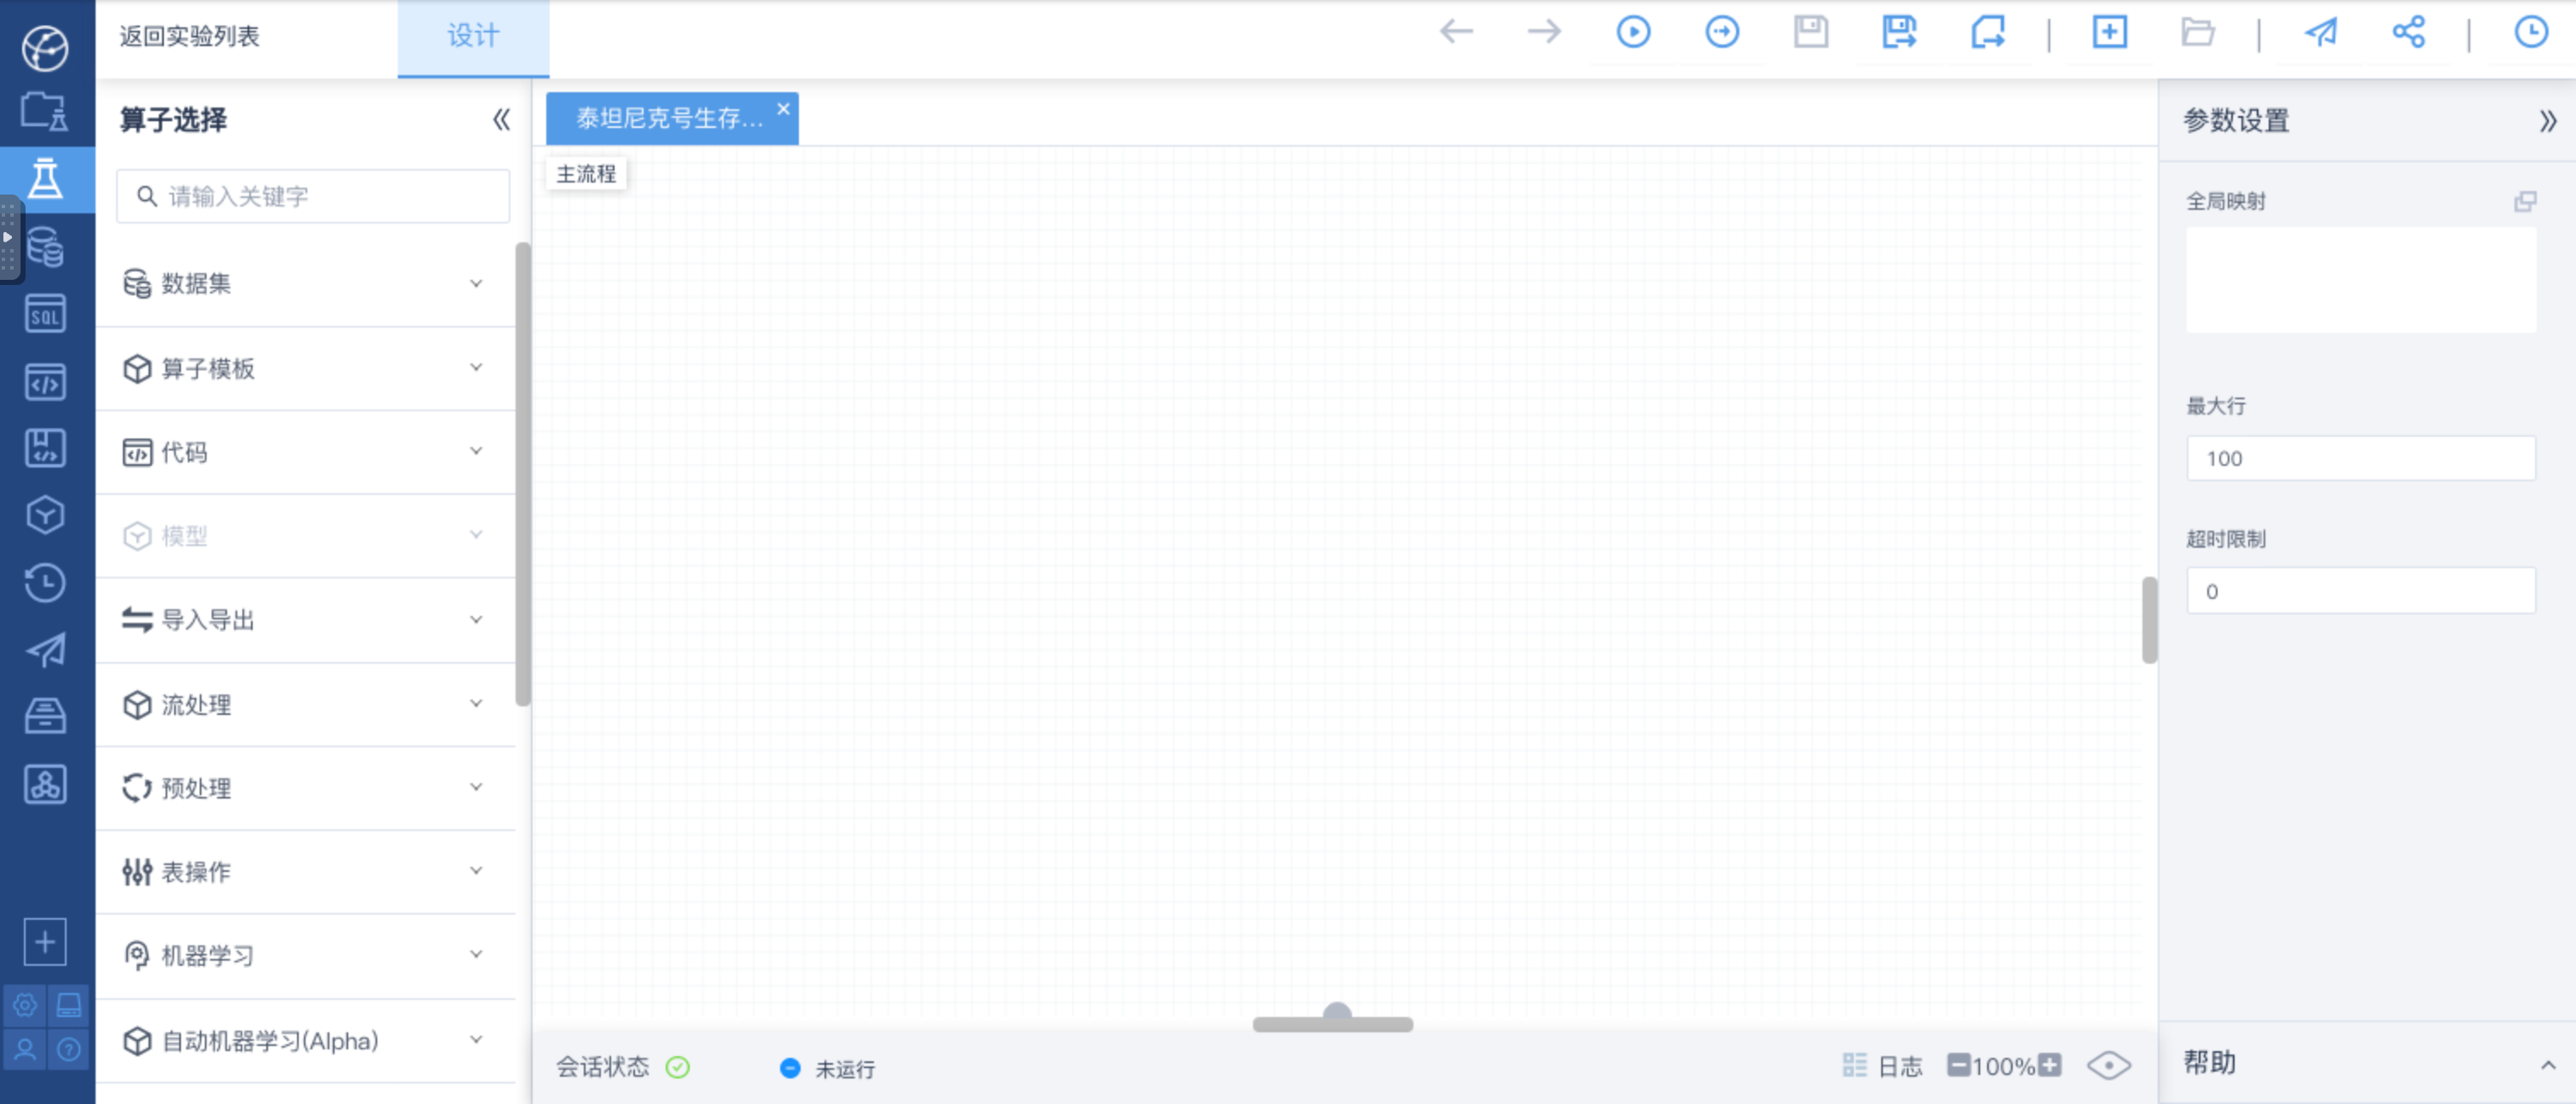 返回实验列表
设计
算子选择
请输入关键字
数据集
算子模板
代码
模型
导入导出
流处理
预处理
表操作
机器学习
自动机器学习(Alpha)
SQL
泰坦尼克号生存...
主流程
会话状态
未运行
日志
100%
参数设置
全局映射
最大行
100
超时限制
0
帮助